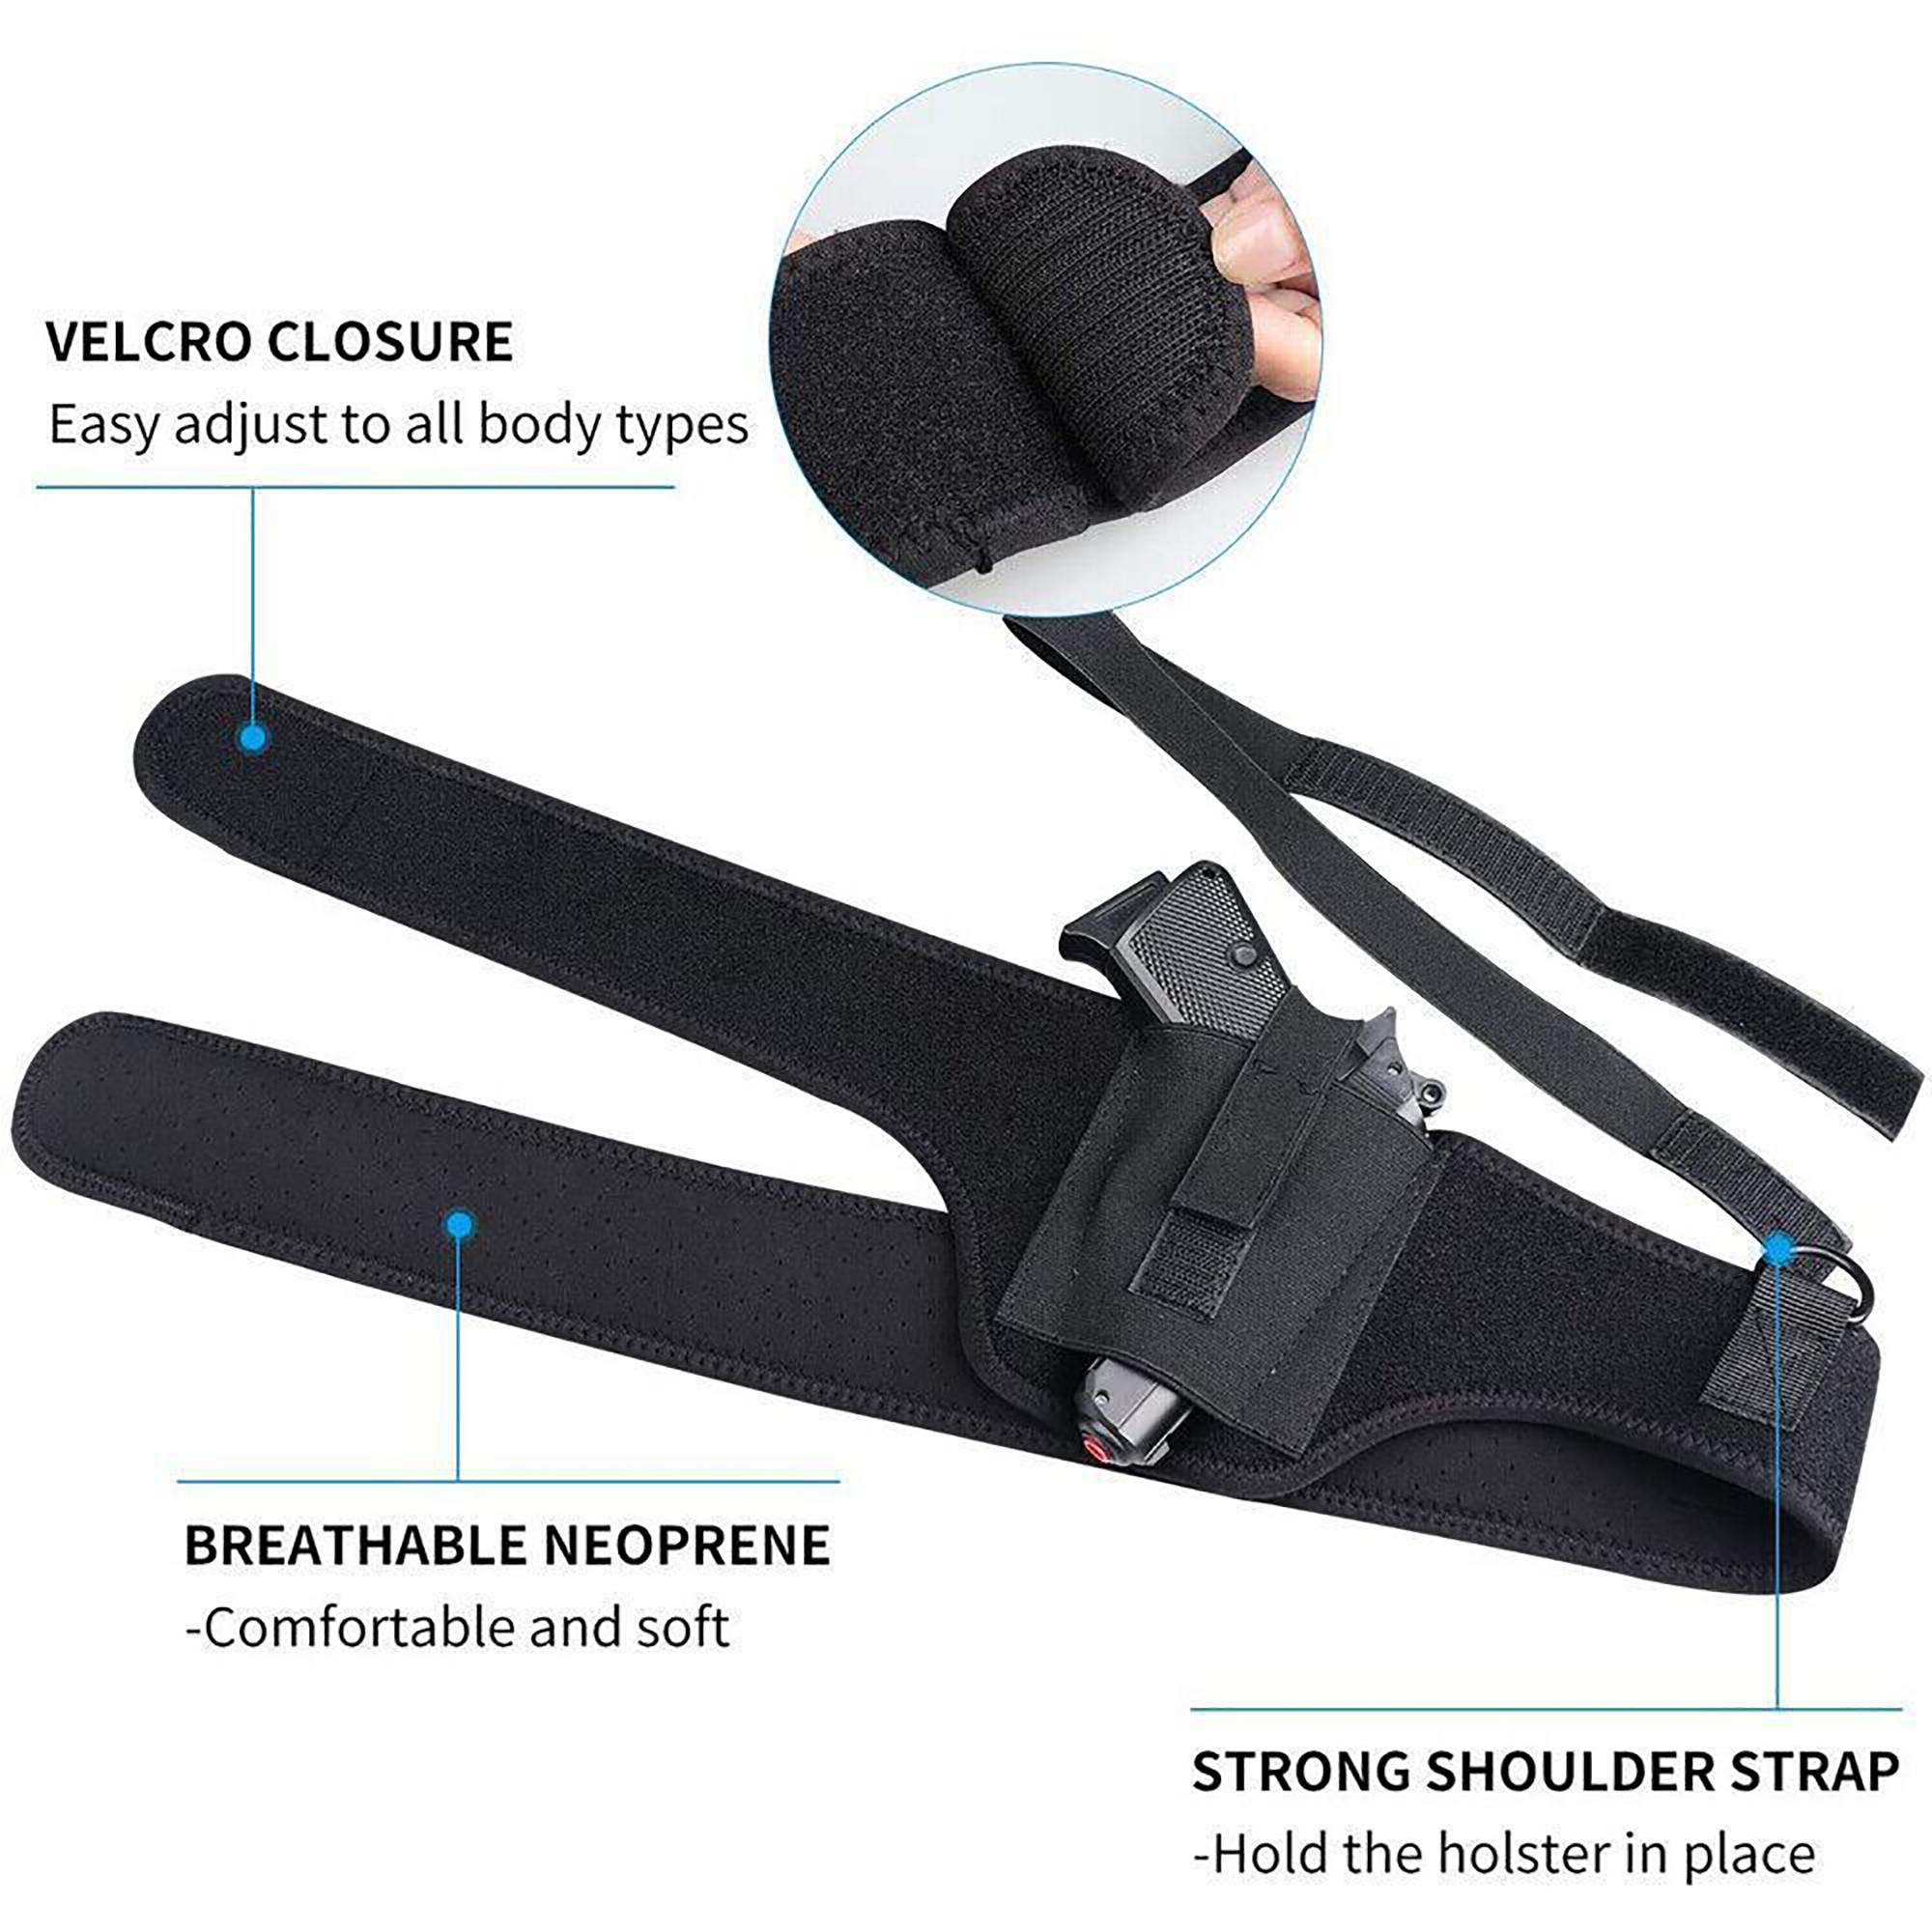 VELCRO CLOSURE
Easy adjust to all body types
BREATHABLE NEOPRENE
-Comfortable and soft
STRONG SHOULDER STRAP
-Hold the holster in place